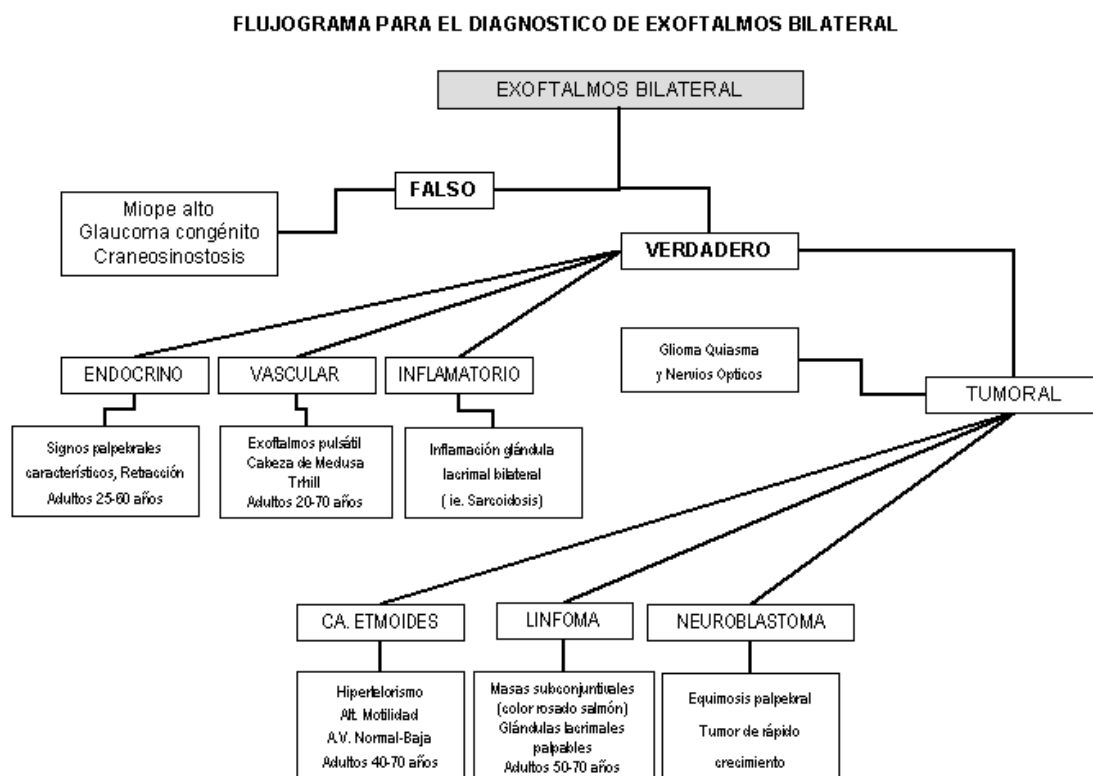 FLUJOGRAMA PARA EL DIAGNOSTICO DE EXOFTALMOS BILATERAL
EXOFTALMOS BILATERAL
FALSO
Miope alto
Glaucoma congénito
Craneosinostosis
VERDADERO
Glioma Quiasma
y Nervios Opticos
ENDOCRINO
VASCULAR
INFLAMATORIO
TUMORAL
Signos palpebrales
característicos, Retracción
Adultos 25-60 años
Exoftalmos pulsátil
Cabeza de Medusa
Trhill
Adultos 20-70 años
Inflamación glándula
lacrimal bilateral
( ie. Sarcoidosis)
CA. ETMOIDES
LINFOMA
NEUROBLASTOMA
Hipertelorismo
Alt. Motilidad
A.V. Normal-Baja
Adultos 40-70 años
Masas subconjuntivales
(color rosado salmón)
Glándulas lacrimales
palpables
Adultos 50-70 años
Equimosis palpebral
Tumor de rápido
crecimiento